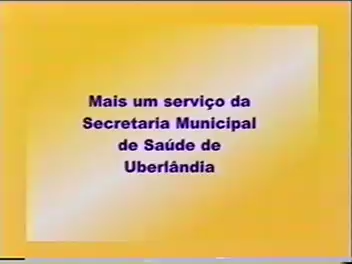 Mais um serviço da
Secretaria Municipal
de Saúde de
Uberlândia